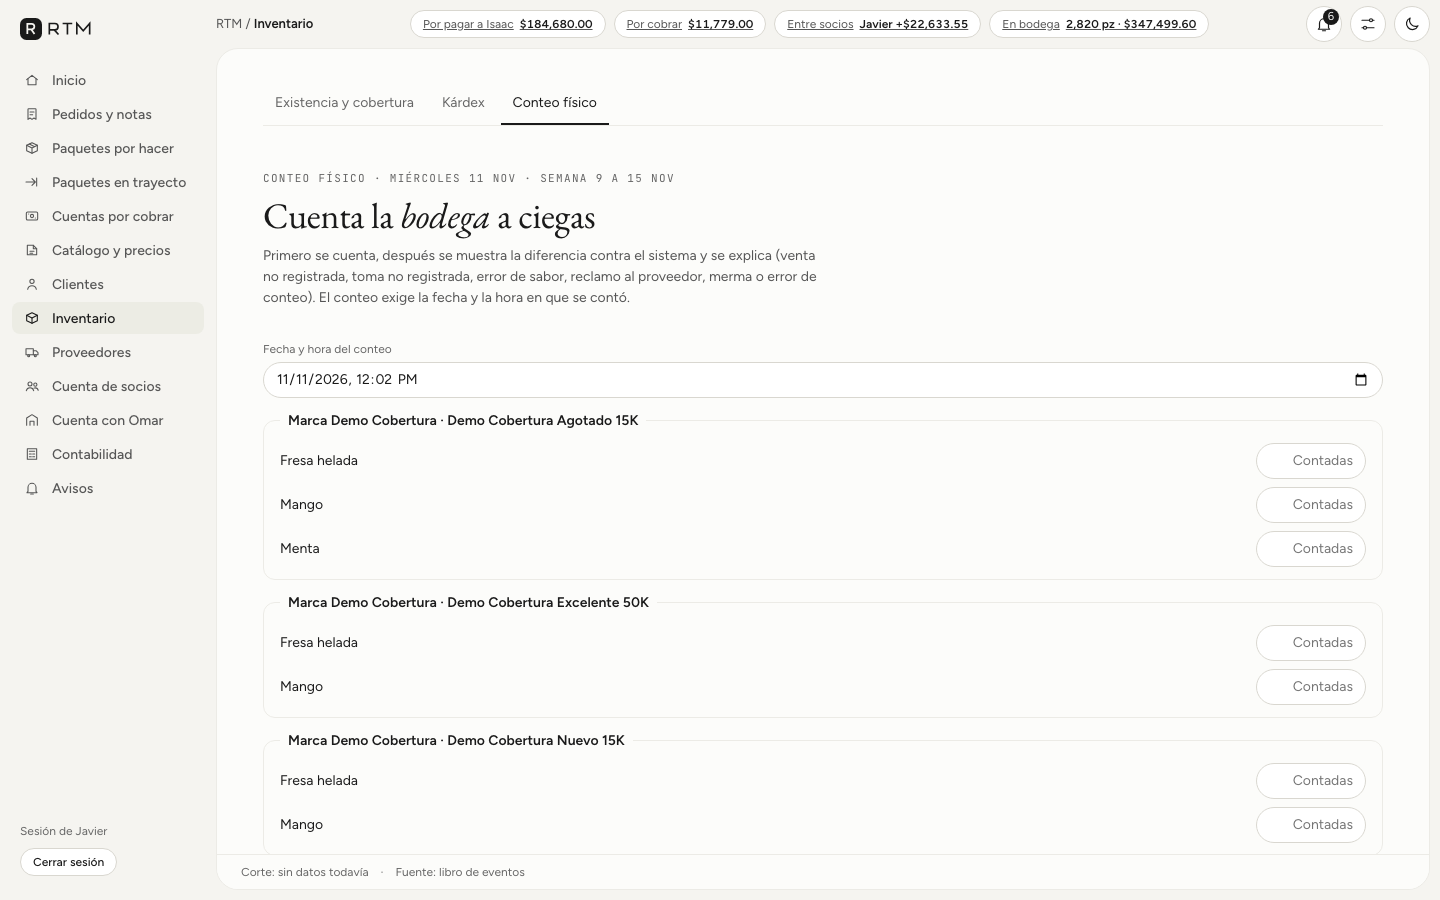 R RTM
RTM / Inventario
Por pagar a Isaac $184,680.00
Por cobrar $11,779.00
Entre socios Javier +$22,633.55
En bodega 2,820 pz · $347,499.60
6
Inicio
Pedidos y notas
Paquetes por hacer
Paquetes en trayecto
Cuentas por cobrar
Catálogo y precios
Clientes
Inventario
Proveedores
Cuenta de socios
Cuenta con Omar
Contabilidad
Avisos
Sesión de Javier
Cerrar sesión
Existencia y cobertura
Kárdex
Conteo físico
CONTEO FÍSICO · MIÉRCOLES 11 NOV · SEMANA 9 A 15 NOV
Cuenta la bodega a ciegas
Primero se cuenta, después se muestra la diferencia contra el sistema y se explica (venta
no registrada, toma no registrada, error de sabor, reclamo al proveedor, merma o error de
conteo). El conteo exige la fecha y la hora en que se contó.
Fecha y hora del conteo
11/11/2026, 12:02 PM
Marca Demo Cobertura · Demo Cobertura Agotado 15K
Fresa helada Contadas
Mango Contadas
Menta Contadas
Marca Demo Cobertura · Demo Cobertura Excelente 50K
Fresa helada Contadas
Mango Contadas
Marca Demo Cobertura · Demo Cobertura Nuevo 15K
Fresa helada Contadas
Mango Contadas
Corte: sin datos todavía · Fuente: libro de eventos